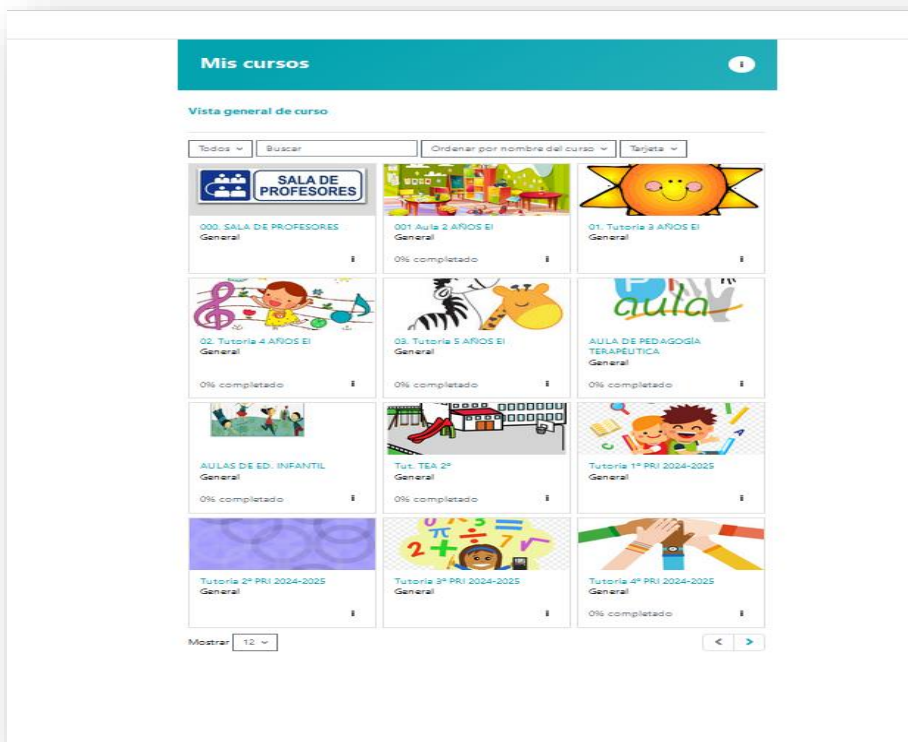 Mis cursos
Vista general de curso
Todos
Buscar
Ordenar por nombre del curso
Tarjeta
SALA DE
PROFESORES
000. SALA DE PROFESORES
General
001 Aula 2 AÑOS EI
General
0% completado
01. Tutoría 3 AÑOS EI
General
02. Tutoría 4 AÑOS EI
General
0% completado
03. Tutoría 5 AÑOS EI
General
0% completado
aula
AULA DE PEDAGOGÍA
TERAPÉUTICA
General
0% completado
AULAS DE ED. INFANTIL
General
0% completado
Tut. TEA 2º
General
0% completado
Tutoría 1º PRI 2024-2025
General
Tutoría 2º PRI 2024-2025
General
Tutoría 3º PRI 2024-2025
General
Tutoría 4º PRI 2024-2025
General
0% completado
Mostrar 12
< >